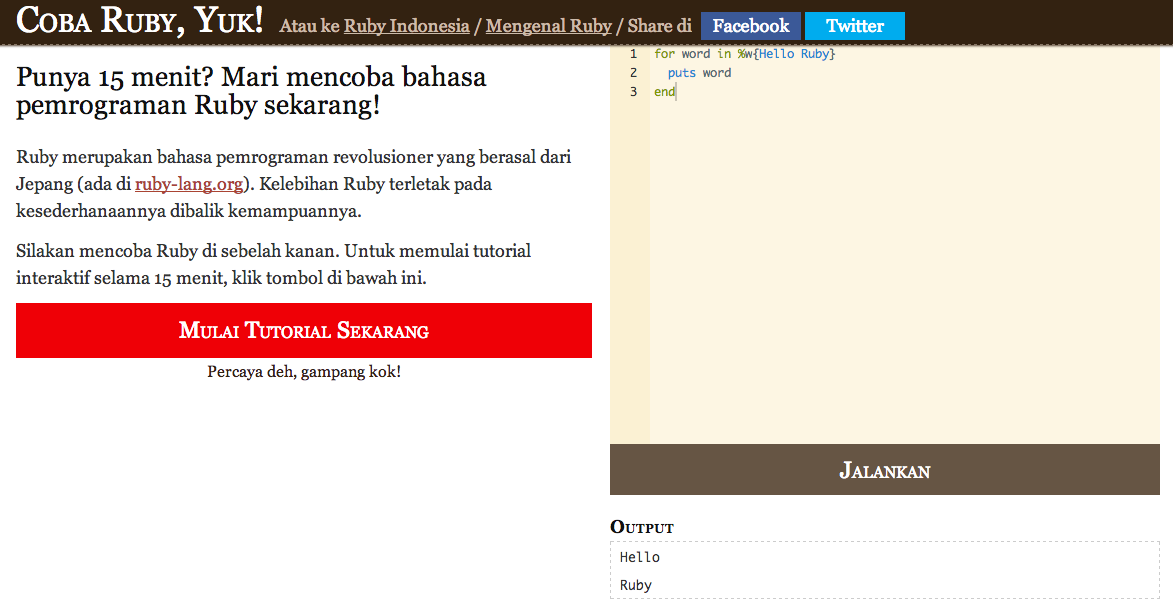 Coba Ruby, Yuk! Atau ke Ruby Indonesia / Mengenal Ruby / Share di Facebook Twitter
Punya 15 menit? Mari mencoba bahasa
pemrograman Ruby sekarang!
Ruby merupakan bahasa pemrograman revolusioner yang berasal dari
Jepang (ada di ruby-lang.org). Kelebihan Ruby terletak pada
kesederhanaannya dibalik kemampuannya.
Silakan mencoba Ruby di sebelah kanan. Untuk memulai tutorial
interaktif selama 15 menit, klik tombol di bawah ini.
Mulai Tutorial Sekarang
Percaya deh, gampang kok!
1 for word in %w{Hello Ruby}
2 puts word
3 end
Jalankan
Output
Hello
Ruby